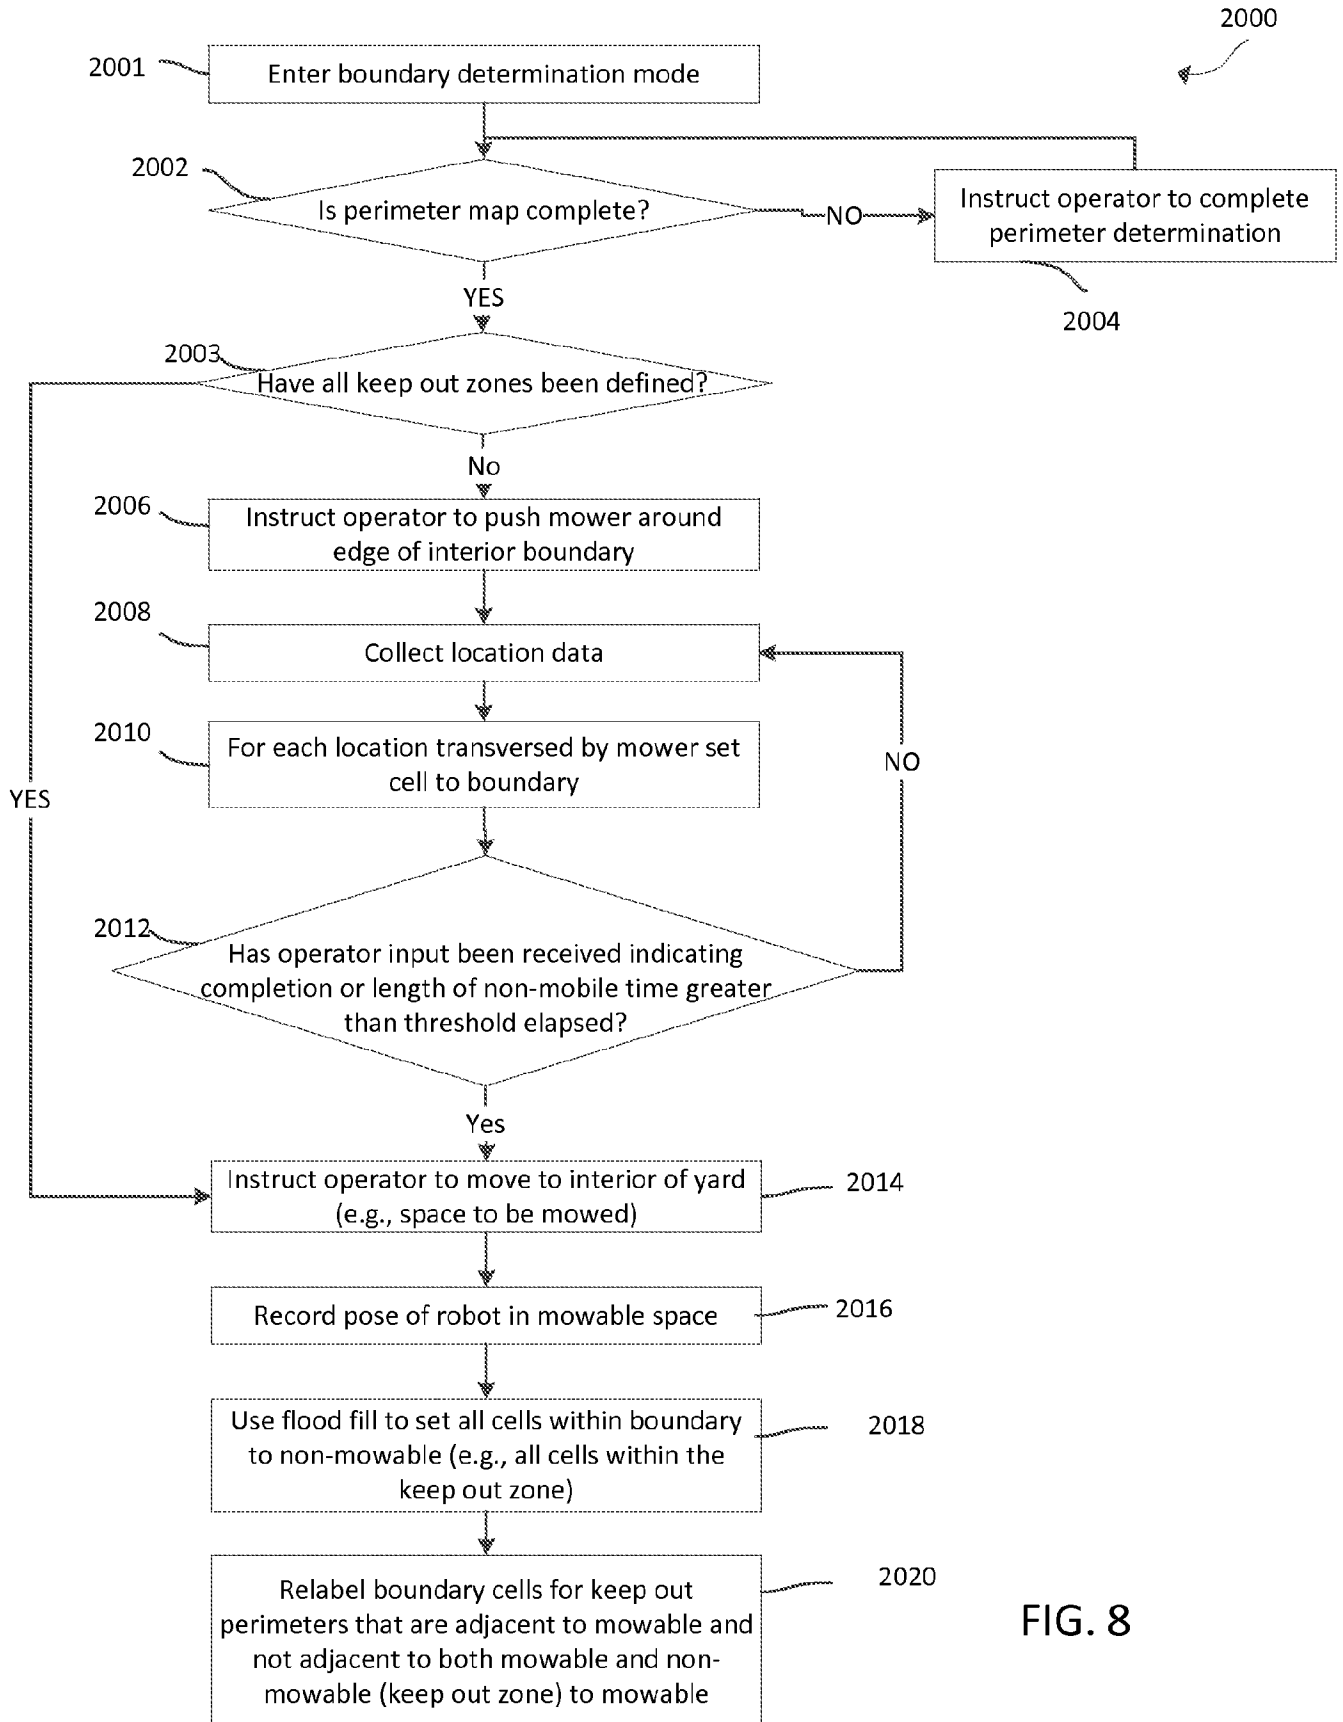 2000
2001
Enter boundary determination mode
2002
Is perimeter map complete?
NO
Instruct operator to complete
perimeter determination
2004
YES
2003
Have all keep out zones been defined?
No
2006
Instruct operator to push mower around
edge of interior boundary
2008
Collect location data
2010
For each location transversed by mower set
cell to boundary
NO
YES
2012
Has operator input been received indicating
completion or length of non-mobile time greater
than threshold elapsed?
Yes
Instruct operator to move to interior of yard
(e.g., space to be mowed)
2014
Record pose of robot in mowable space
2016
Use flood fill to set all cells within boundary
to non-mowable (e.g., all cells within the
keep out zone)
2018
Relabel boundary cells for keep out
perimeters that are adjacent to mowable and
not adjacent to both mowable and non-
mowable (keep out zone) to mowable
2020
FIG. 8